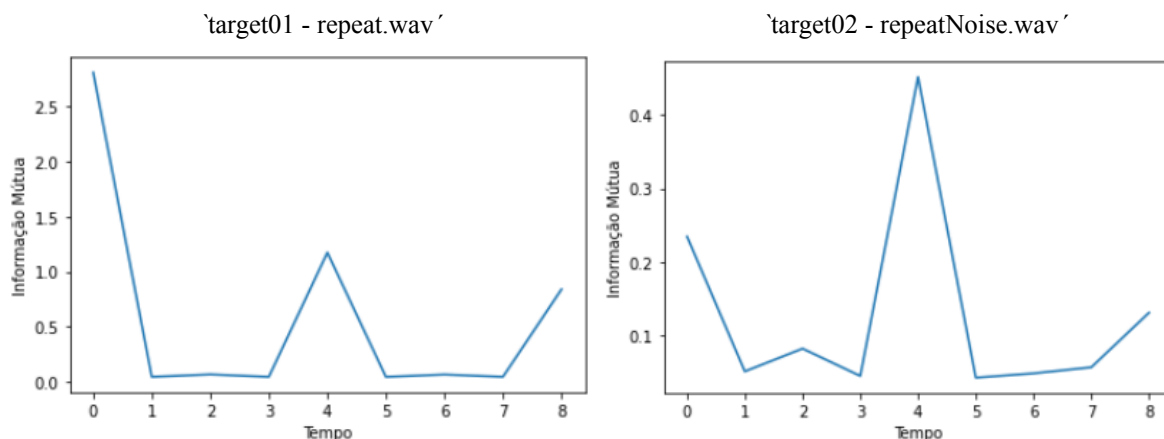 `target01 - repeat.wav´
2.5
2.0
1.5
1.0
0.5
0.0
Informação Mútua
0 1 2 3 4 5 6 7 8
Tempo
`target02 - repeatNoise.wav´
0.4
0.3
0.2
0.1
Informação Mútua
0 1 2 3 4 5 6 7 8
Tempo